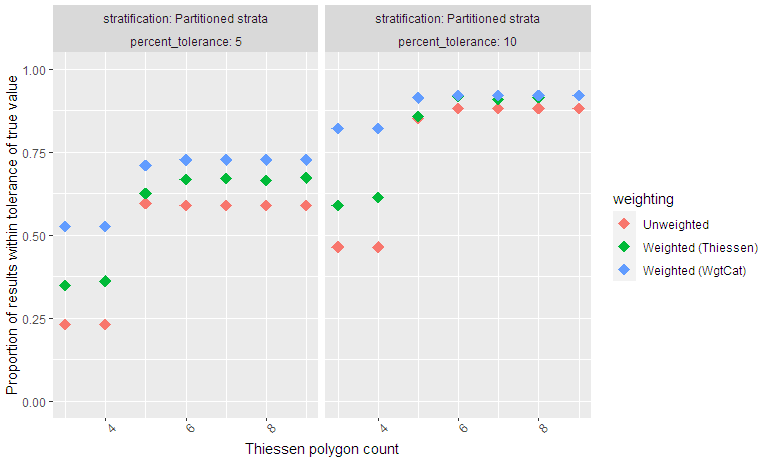 stratification: Partitioned strata
percent_tolerance: 5
stratification: Partitioned strata
percent_tolerance: 10
Proportion of results within tolerance of true value
1.00
0.75
0.50
0.25
0.00
4
6
8
4
6
8
Thiessen polygon count
weighting
Unweighted
Weighted (Thiessen)
Weighted (WgtCat)